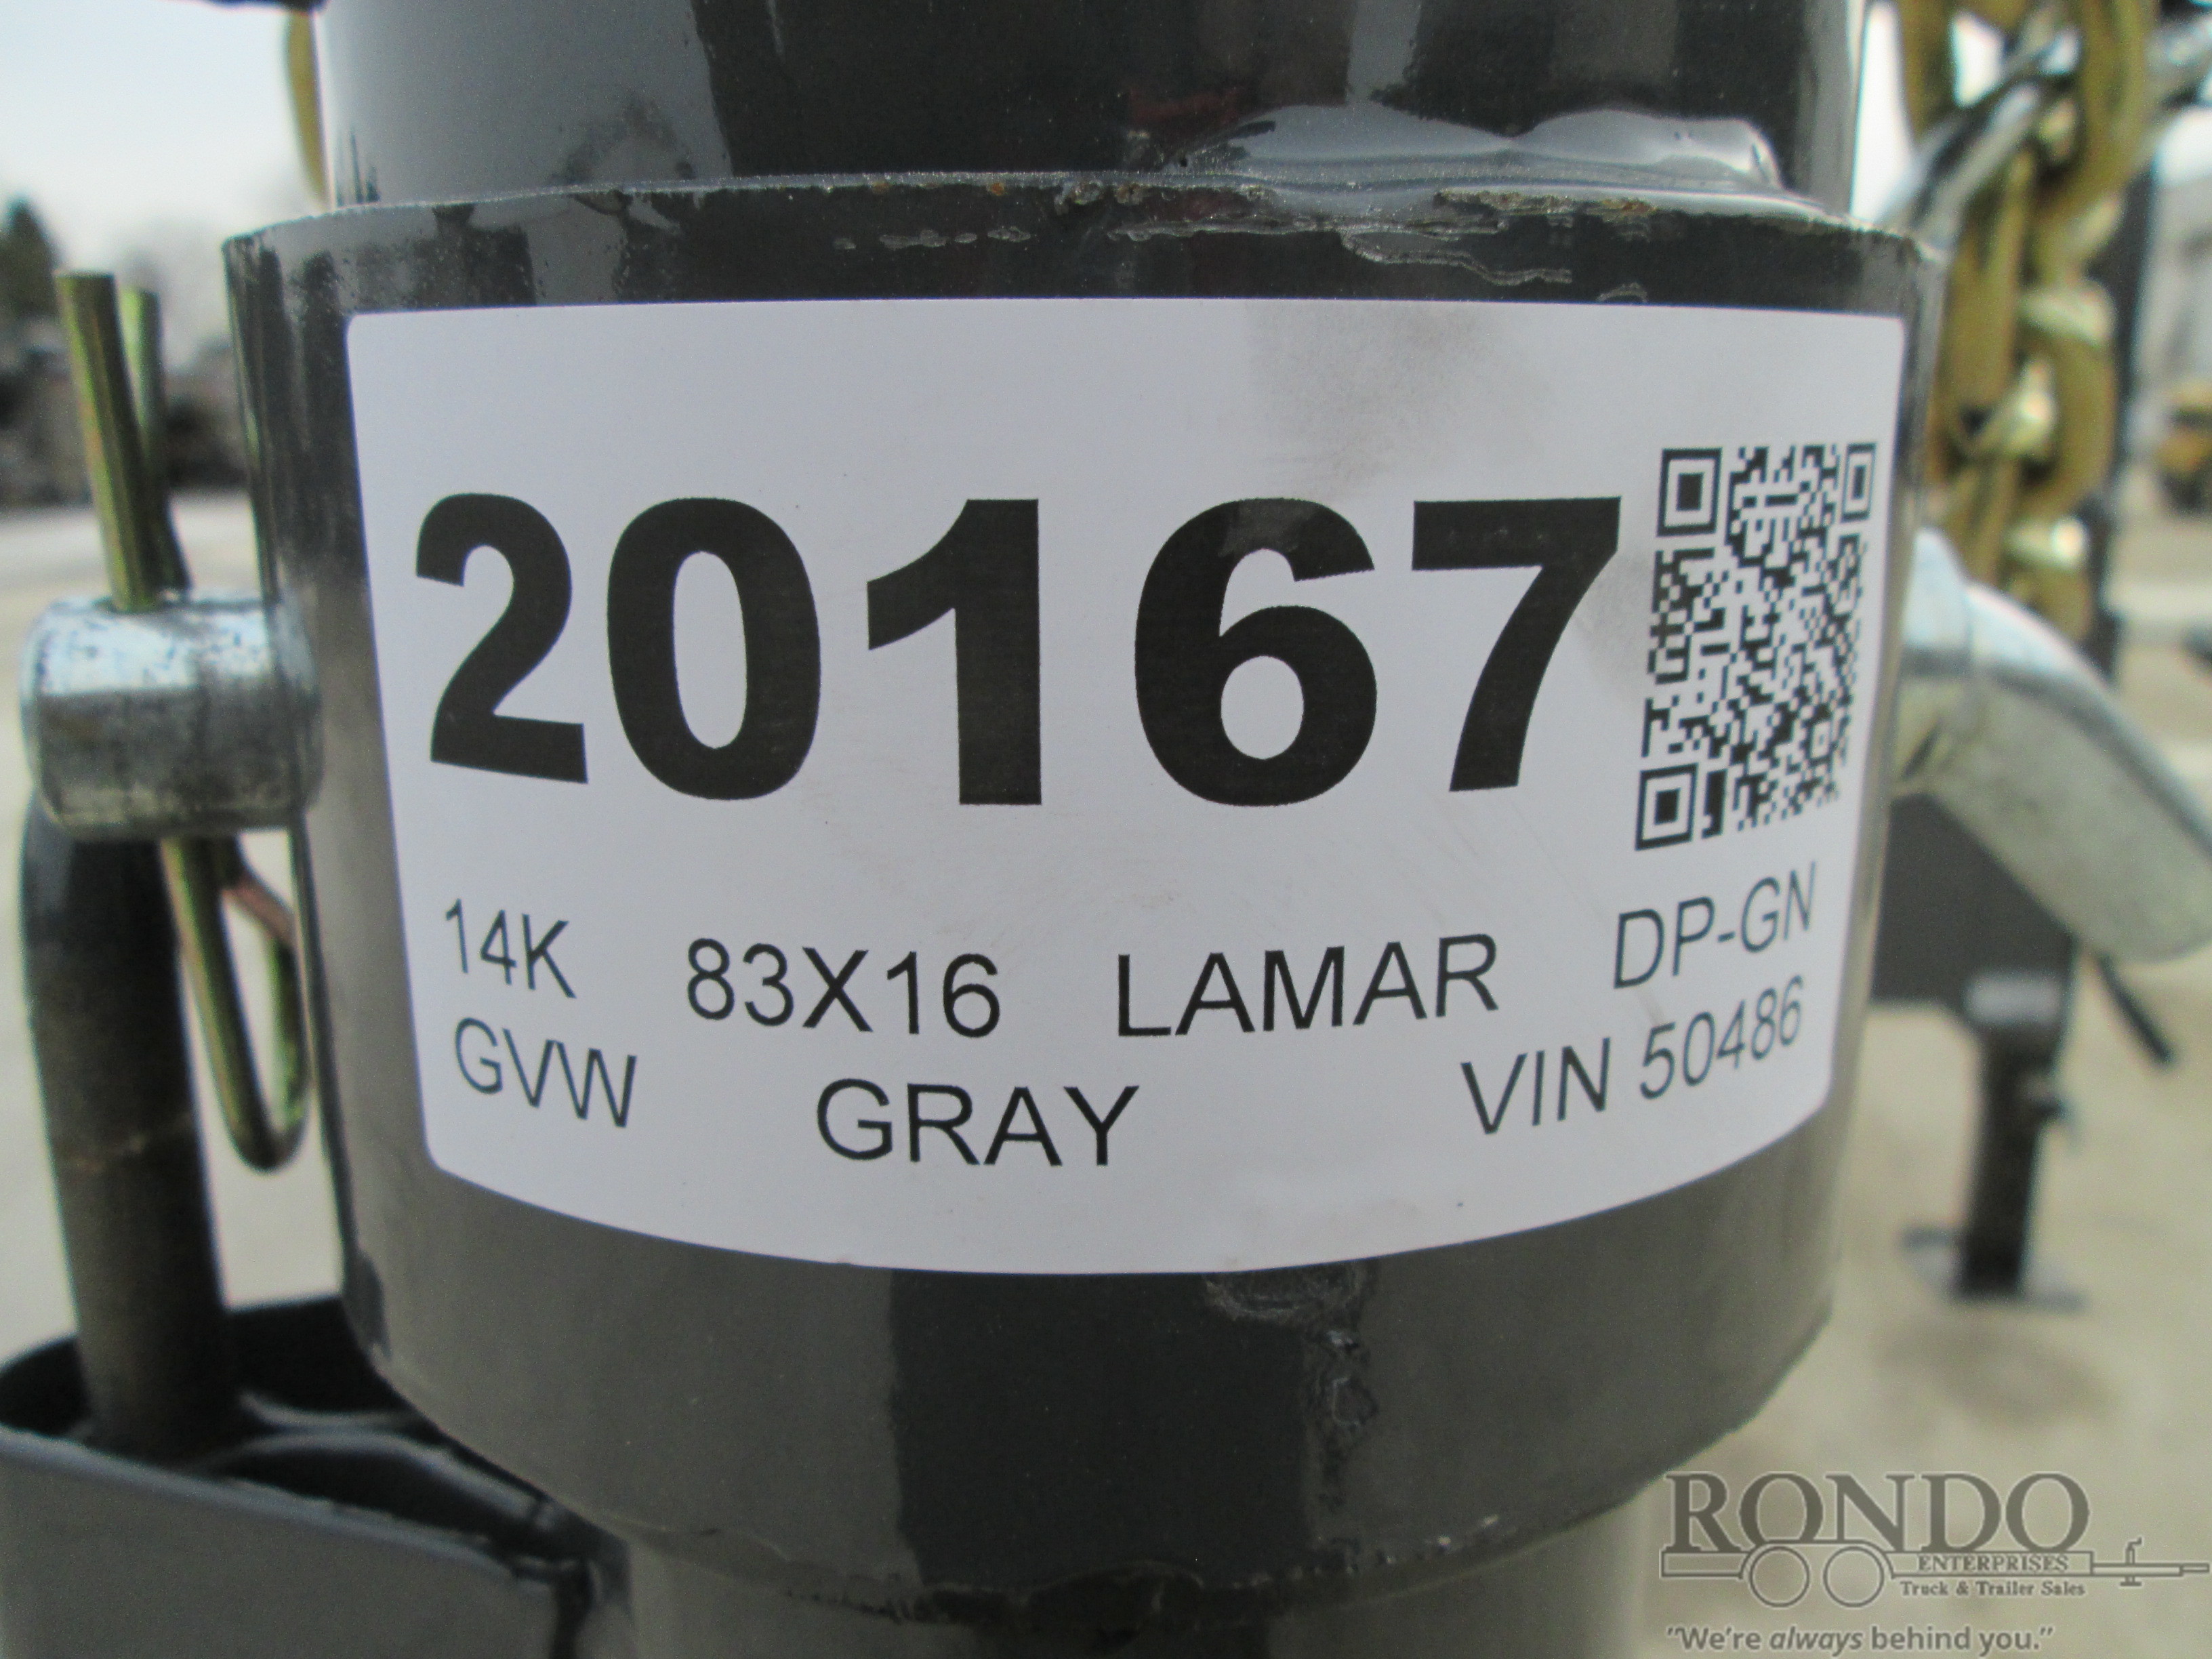 20167
14K 83X16 LAMAR DP-GN
GVW GRAY VIN 50486
RONDO
ENTERPRISES
Truck & Trailer Sales
"We're always behind you."